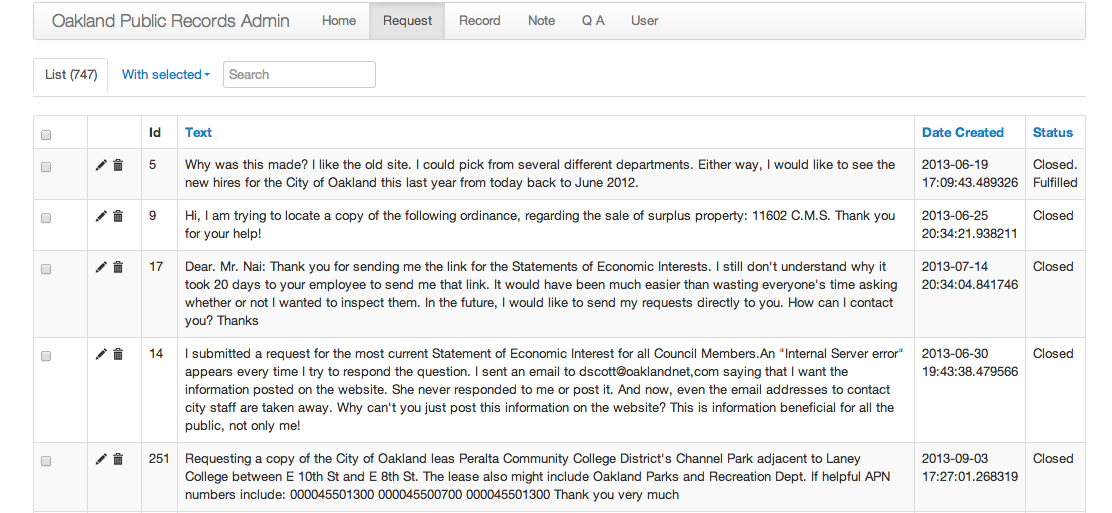 Oakland Public Records Admin Home Request Record Note Q A User
List (747) With selected Search
Id Text Date Created Status
5 Why was this made? I like the old site. I could pick from several different departments. Either way, I would like to see the 2013-06-19 Closed.
new hires for the City of Oakland this last year from today back to June 2012. 17:09:43.489326 Fulfilled
9 Hi, I am trying to locate a copy of the following ordinance, regarding the sale of surplus property: 11602 C.M.S. Thank you 2013-06-25 Closed
for your help! 20:34:21.938211
17 Dear. Mr. Nai: Thank you for sending me the link for the Statements of Economic Interests. I still don't understand why it 2013-07-14 Closed
took 20 days to your employee to send me that link. It would have been much easier than wasting everyone's time asking 20:34:04.841746
whether or not I wanted to inspect them. In the future, I would like to send my requests directly to you. How can I contact
you? Thanks
14 I submitted a request for the most current Statement of Economic Interest for all Council Members.An "Internal Server error" 2013-06-30 Closed
appears every time I try to respond the question. I sent an email to dscott@oaklandnet,com saying that I want the 19:43:38.479566
information posted on the website. She never responded to me or post it. And now, even the email addresses to contact
city staff are taken away. Why can't you just post this information on the website? This is information beneficial for all the
public, not only me!
251 Requesting a copy of the City of Oakland leas Peralta Community College District's Channel Park adjacent to Laney 2013-09-03 Closed
College between E 10th St and E 8th St. The lease also might include Oakland Parks and Recreation Dept. If helpful APN 17:27:01.268319
numbers include: 000045501300 000045500700 000045501300 Thank you very much